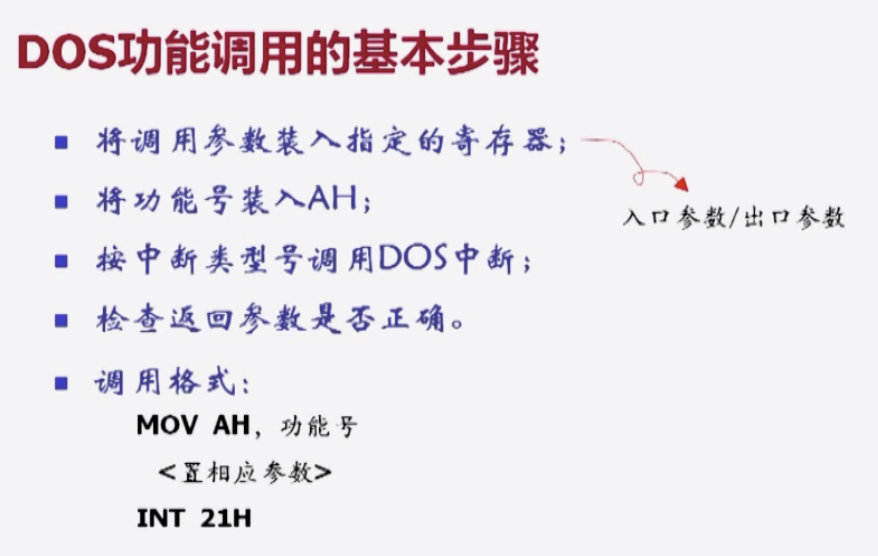 DOS功能调用的基本步骤
将调用参数装入指定的寄存器；
入口参数/出口参数
将功能号装入AH；
按中断类型号调用DOS中断；
检查返回参数是否正确。
调用格式：
MOV AH，功能号
<置相应参数>
INT 21H